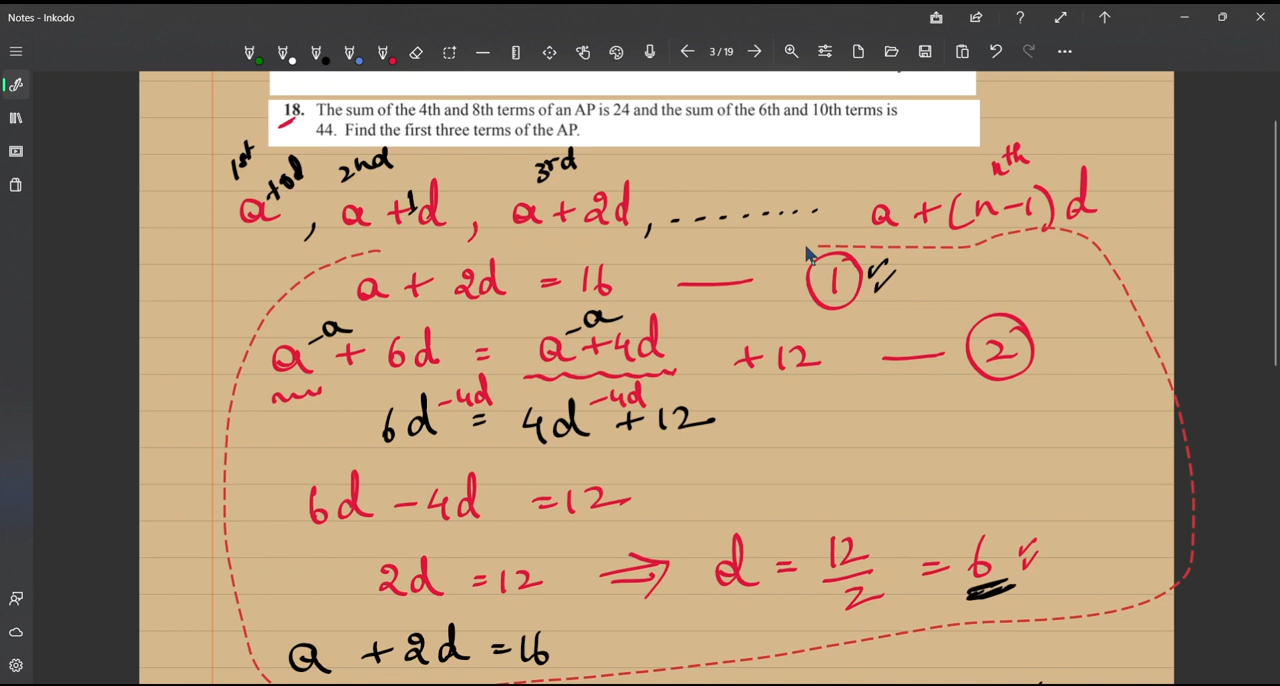 Notes - Inkodo
3 / 19
18. The sum of the 4th and 8th terms of an AP is 24 and the sum of the 6th and 10th terms is
44. Find the first three terms of the AP.
1st 2nd 3rd nth
a+0d , a+1d , a+2d , ......... a+(n-1)d
a + 2d = 16 — 1
a-a + 6d = a-a+4d +12 — 2
6d-4d = 4d-4d +12
6d - 4d = 12
2d = 12 ⇒ d = 12/2 = 6
a + 2d = 16